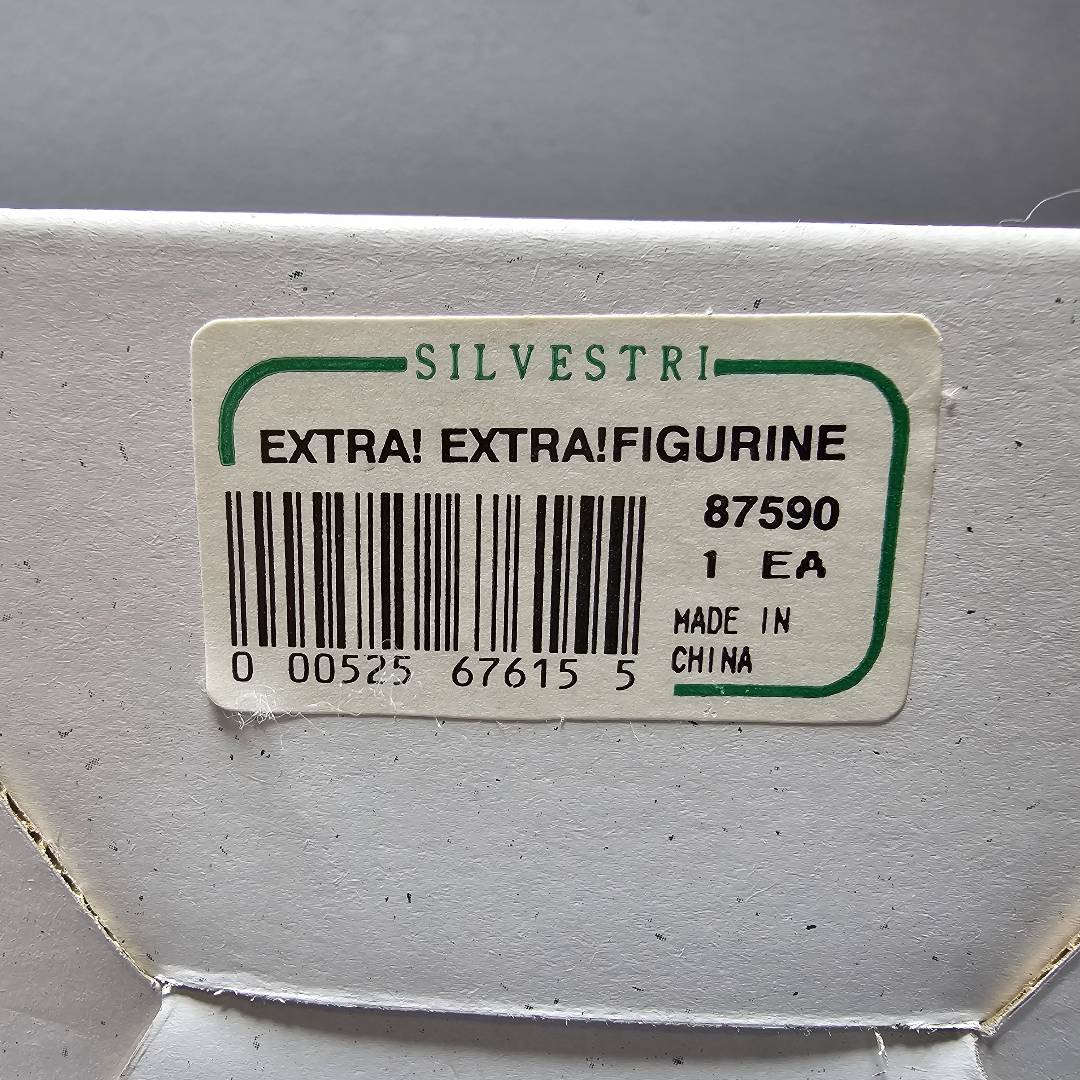 SILVESTRI
EXTRA! EXTRA!FIGURINE
87590
1 EA
MADE IN
CHINA
0 00525 67615 5